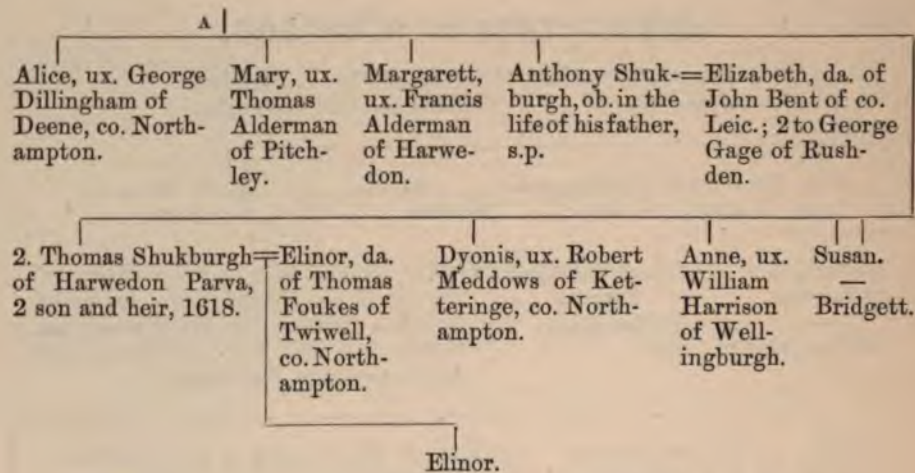 A
Alice, ux. George
Dillingham of
Deene, co. North-
ampton.
Mary, ux.
Thomas
Alderman
of Pitch-
ley.
Margarett,
ux. Francis
Alderman
of Harwe-
don.
Anthony Shuk-
burgh, ob. in the
life of his father,
s.p.
=Elizabeth, da. of
John Bent of co.
Leic.; 2 to George
Gage of Rush-
den.
2. Thomas Shukburgh
of Harwedon Parva,
2 son and heir, 1618.
=Elinor, da.
of Thomas
Foukes of
Twiwell,
co. North-
ampton.
Dyonis, ux. Robert
Meddows of Ket-
teringe, co. North-
ampton.
Anne, ux.
William
Harrison
of Well-
ingburgh.
Susan.
—
Bridgett.
Elinor.